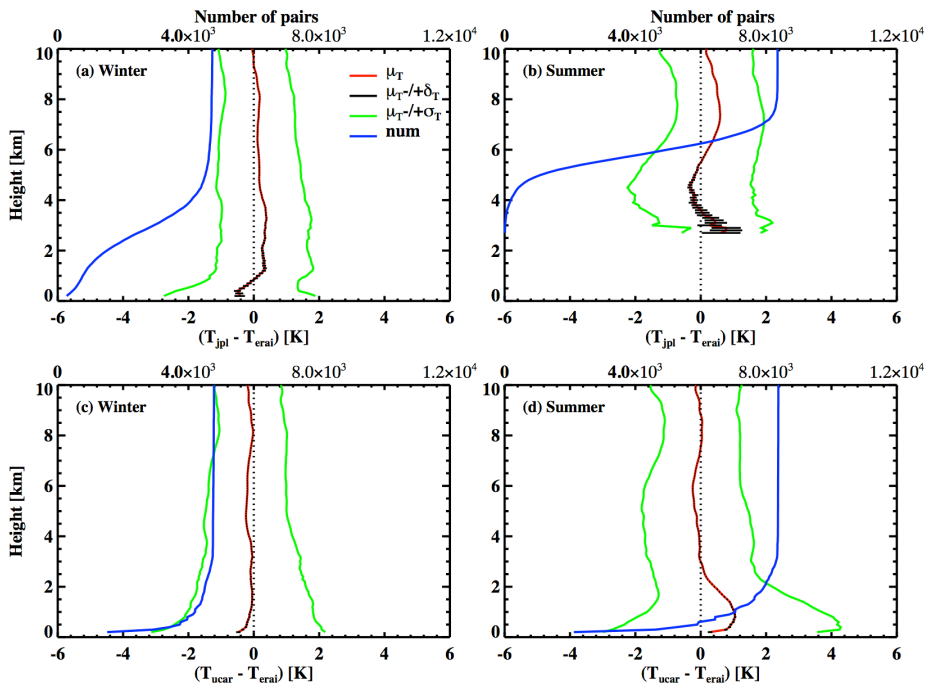 Number of pairs
Number of pairs
0 4.0×10³ 8.0×10³ 1.2×10⁴
0 4.0×10³ 8.0×10³ 1.2×10⁴
10
8
6
4
2
0
Height [km]
(a) Winter
μT
μT-/+δT
μT-/+σT
num
-6 -4 -2 0 2 4 6
(Tjpl - Terai) [K]
10
8
6
4
2
0
Height [km]
(b) Summer
-6 -4 -2 0 2 4 6
(Tjpl - Terai) [K]
0 4.0×10³ 8.0×10³ 1.2×10⁴
0 4.0×10³ 8.0×10³ 1.2×10⁴
10
8
6
4
2
0
Height [km]
(c) Winter
-6 -4 -2 0 2 4 6
(Tucar - Terai) [K]
10
8
6
4
2
0
Height [km]
(d) Summer
-6 -4 -2 0 2 4 6
(Tucar - Terai) [K]